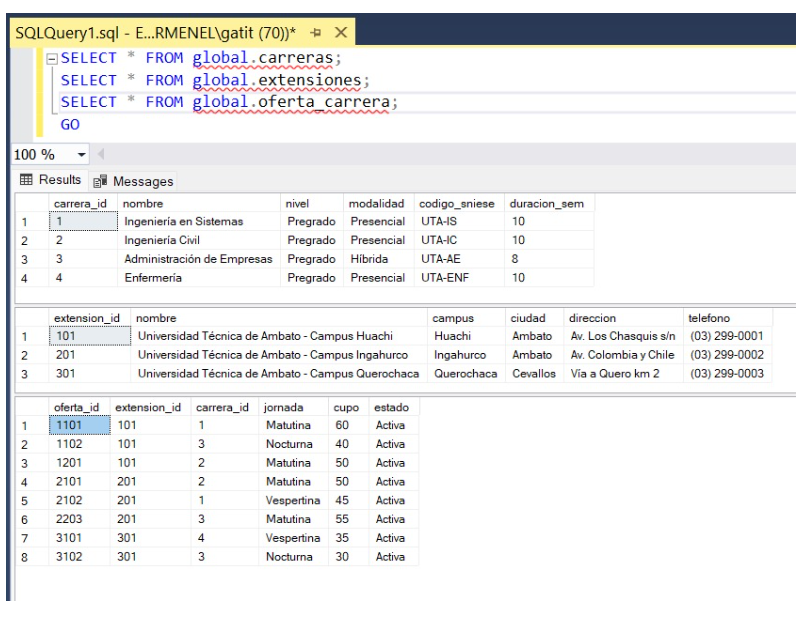 SQLQuery1.sql - E...RMENEL\gatit (70))*
SELECT * FROM global.carreras;
SELECT * FROM global.extensiones;
SELECT * FROM global.oferta_carrera;
GO
100 %
Results Messages
carrera_id nombre nivel modalidad codigo_sniese duracion_sem
1 1 Ingeniería en Sistemas Pregrado Presencial UTA-IS 10
2 2 Ingeniería Civil Pregrado Presencial UTA-IC 10
3 3 Administración de Empresas Pregrado Híbrida UTA-AE 8
4 4 Enfermería Pregrado Presencial UTA-ENF 10
extension_id nombre campus ciudad direccion telefono
1 101 Universidad Técnica de Ambato - Campus Huachi Huachi Ambato Av. Los Chasquis s/n (03) 299-0001
2 201 Universidad Técnica de Ambato - Campus Ingahurco Ingahurco Ambato Av. Colombia y Chile (03) 299-0002
3 301 Universidad Técnica de Ambato - Campus Querochaca Querochaca Cevallos Vía a Quero km 2 (03) 299-0003
oferta_id extension_id carrera_id jornada cupo estado
1 1101 101 1 Matutina 60 Activa
2 1102 101 3 Nocturna 40 Activa
3 1201 101 2 Matutina 50 Activa
4 2101 201 2 Matutina 50 Activa
5 2102 201 1 Vespertina 45 Activa
6 2203 201 3 Matutina 55 Activa
7 3101 301 4 Vespertina 35 Activa
8 3102 301 3 Nocturna 30 Activa